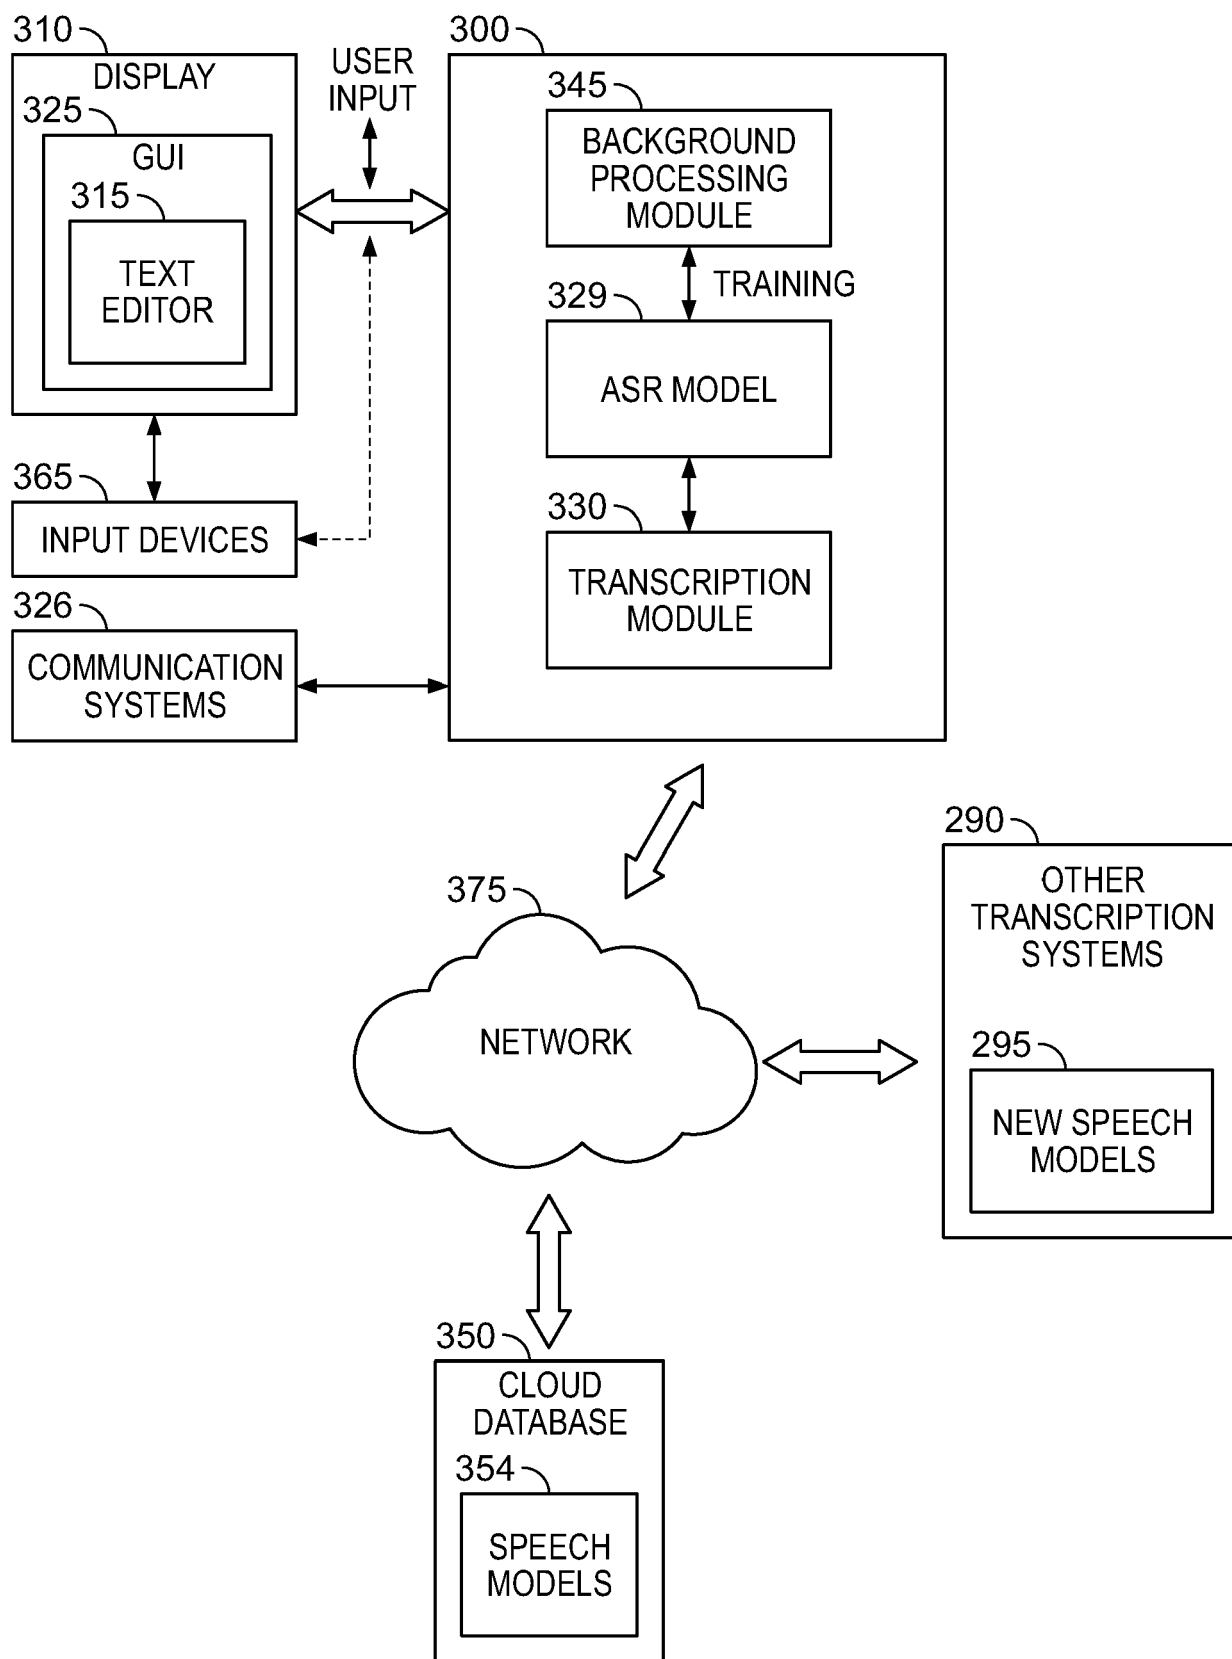 310
DISPLAY
325
GUI
315
TEXT
EDITOR
USER
INPUT
300
345
BACKGROUND
PROCESSING
MODULE
TRAINING
329
ASR MODEL
330
TRANSCRIPTION
MODULE
365
INPUT DEVICES
326
COMMUNICATION
SYSTEMS
375
NETWORK
290
OTHER
TRANSCRIPTION
SYSTEMS
295
NEW SPEECH
MODELS
350
CLOUD
DATABASE
354
SPEECH
MODELS